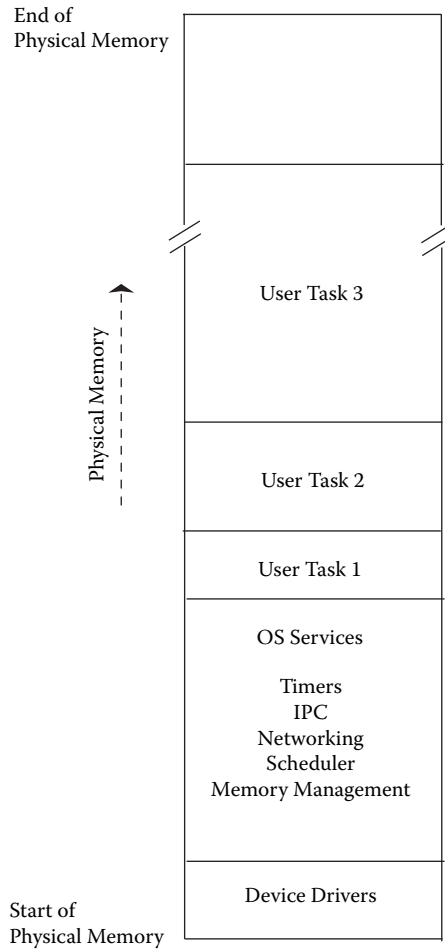 End of
Physical Memory
User Task 3
Physical Memory
User Task 2
User Task 1
OS Services
Timers
IPC
Networking
Scheduler
Memory Management
Device Drivers
Start of
Physical Memory